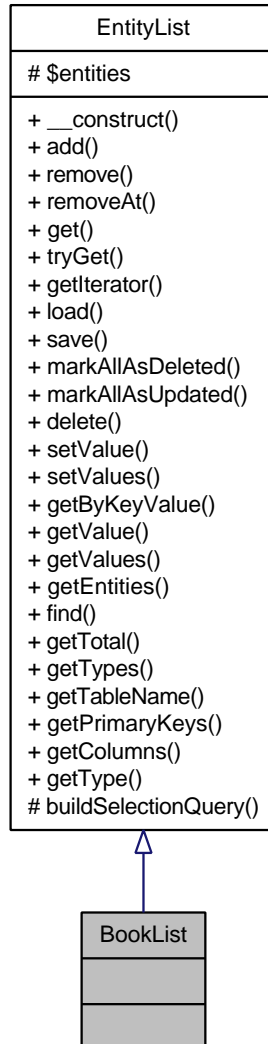 EntityList
# $entities
+ __construct()
+ add()
+ remove()
+ removeAt()
+ get()
+ tryGet()
+ getIterator()
+ load()
+ save()
+ markAllAsDeleted()
+ markAllAsUpdated()
+ delete()
+ setValue()
+ setValues()
+ getByKeyValue()
+ getValue()
+ getValues()
+ getEntities()
+ find()
+ getTotal()
+ getTypes()
+ getTableName()
+ getPrimaryKeys()
+ getColumns()
+ getType()
# buildSelectionQuery()
BookList